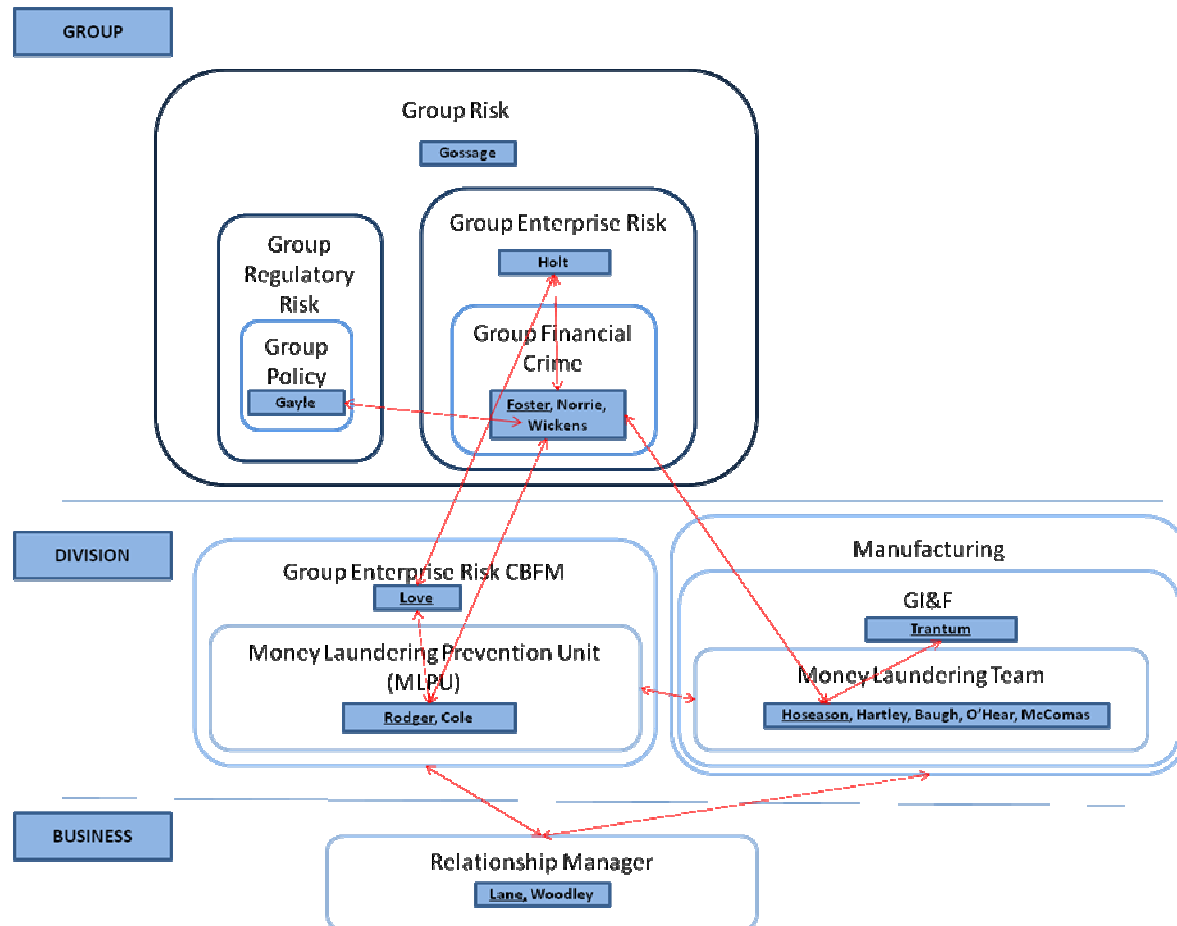 GROUP
Group Risk
Gossage
Group
Regulatory
Risk
Group
Policy
Gayle
Group Enterprise Risk
Holt
Group Financial
Crime
Foster, Norrie,
Wickens
DIVISION
Group Enterprise Risk CBFM
Love
Money Laundering Prevention Unit
(MLPU)
Rodger, Cole
Manufacturing
GI&F
Trantum
Money Laundering Team
Hoseason, Hartley, Baugh, O'Hear, McComas
BUSINESS
Relationship Manager
Lane, Woodley